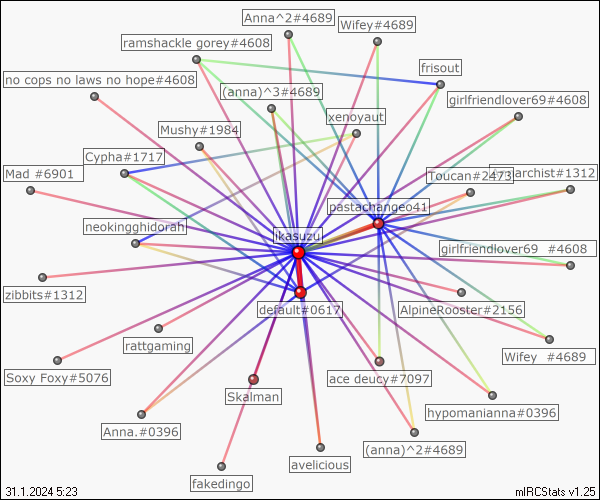 Anna^2#4689
Wifey#4689
ramshackle gorey#4608
frisout
no cops no laws no hope#4608
(anna)^3#4689
girlfriendlover69#4608
xenoyaut
Mushy#1984
Cypha#1717
Mad #6901
Toucan#2473
archist#1312
pastachangeo41
neokingghidorah
ikasuzu
girlfriendlover69 #4608
zibbits#1312
default#0617
AlpineRooster#2156
rattgaming
Wifey #4689
Soxy Foxy#5076
ace deucy#7097
Skalman
hypomanianna#0396
Anna.#0396
(anna)^2#4689
avelicious
fakedingo
31.1.2024 5:23
mIRCStats v1.25